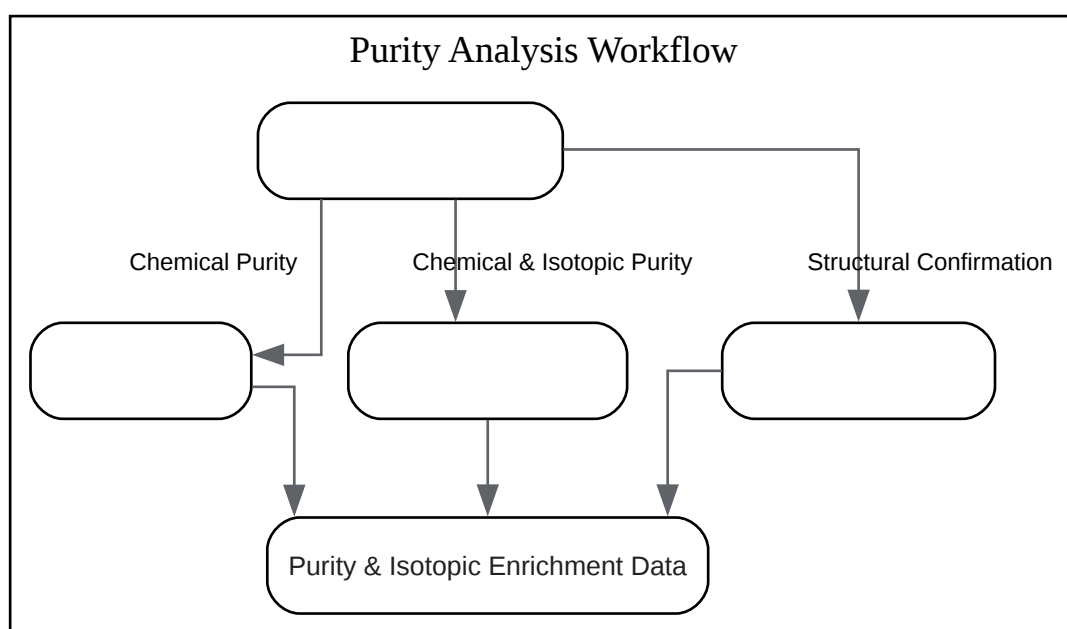 Purity Analysis Workflow
Chemical Purity
Chemical & Isotopic Purity
Structural Confirmation
Purity & Isotopic Enrichment Data